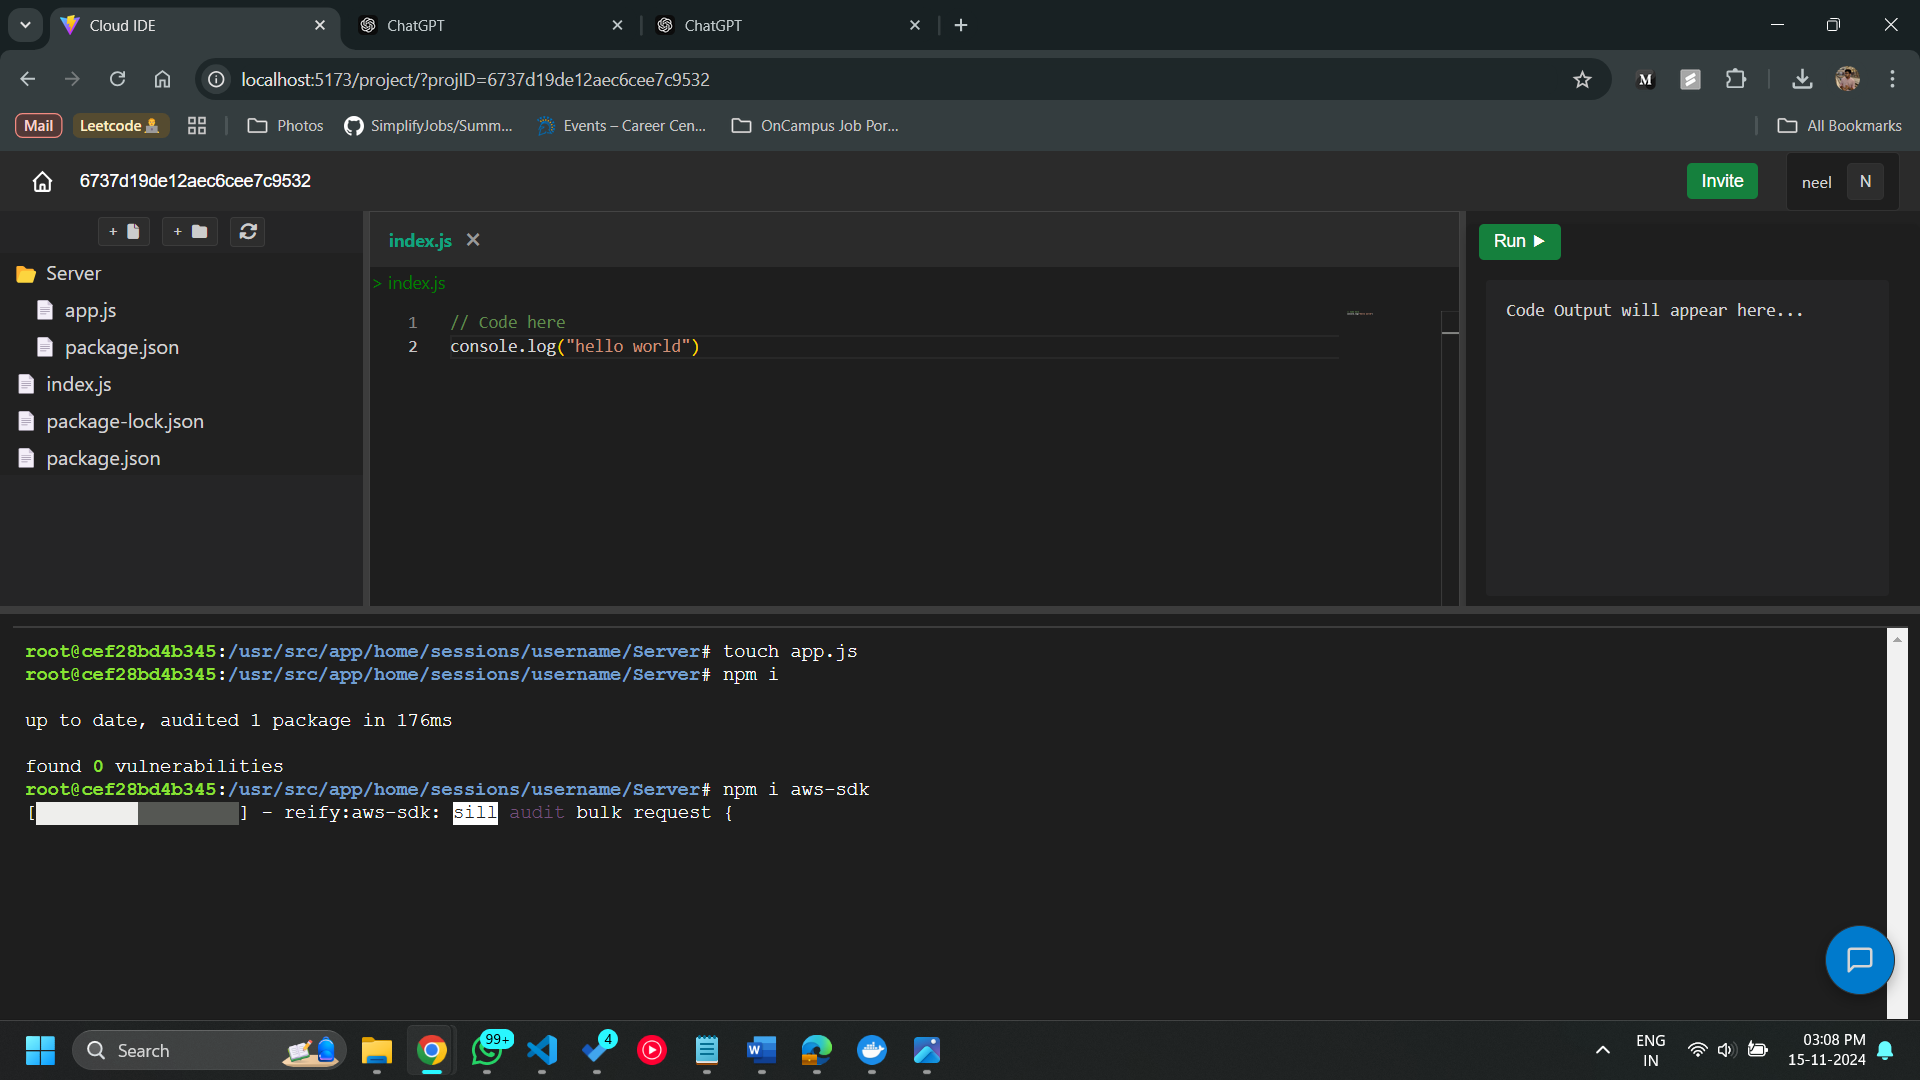 Cloud IDE
ChatGPT
ChatGPT
localhost:5173/project/?projID=6737d19de12aec6cee7c9532
M
Mail
Leetcode
Photos
SimplifyJobs/Summ...
Events – Career Cen...
OnCampus Job Por...
All Bookmarks
6737d19de12aec6cee7c9532
Invite
neel
N
+
+
Server
app.js
package.json
index.js
package-lock.json
package.json
index.js
> index.js
1 // Code here
2 console.log("hello world")
Run
Code Output will appear here...
root@cef28bd4b345:/usr/src/app/home/sessions/username/Server# touch app.js
root@cef28bd4b345:/usr/src/app/home/sessions/username/Server# npm i
up to date, audited 1 package in 176ms
found 0 vulnerabilities
root@cef28bd4b345:/usr/src/app/home/sessions/username/Server# npm i aws-sdk
[ ] - reify:aws-sdk: sill audit bulk request {
Search
99+
4
W
ENG
IN
03:08 PM
15-11-2024